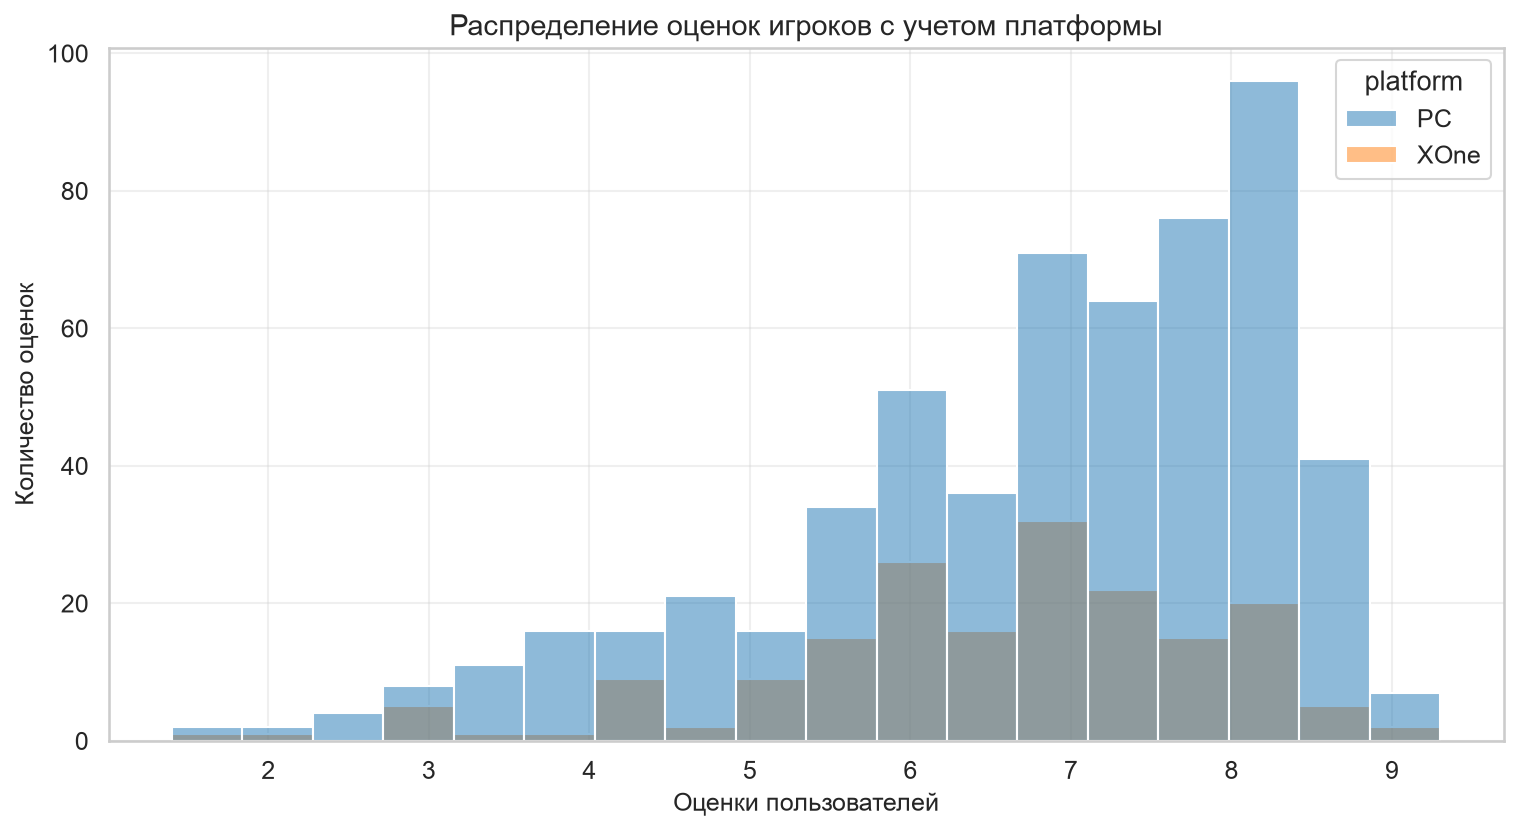 Распределение оценок игроков с учетом платформы
platform
PC
XOne
Количество оценок
100
80
60
40
20
0
2 3 4 5 6 7 8 9
Оценки пользователей